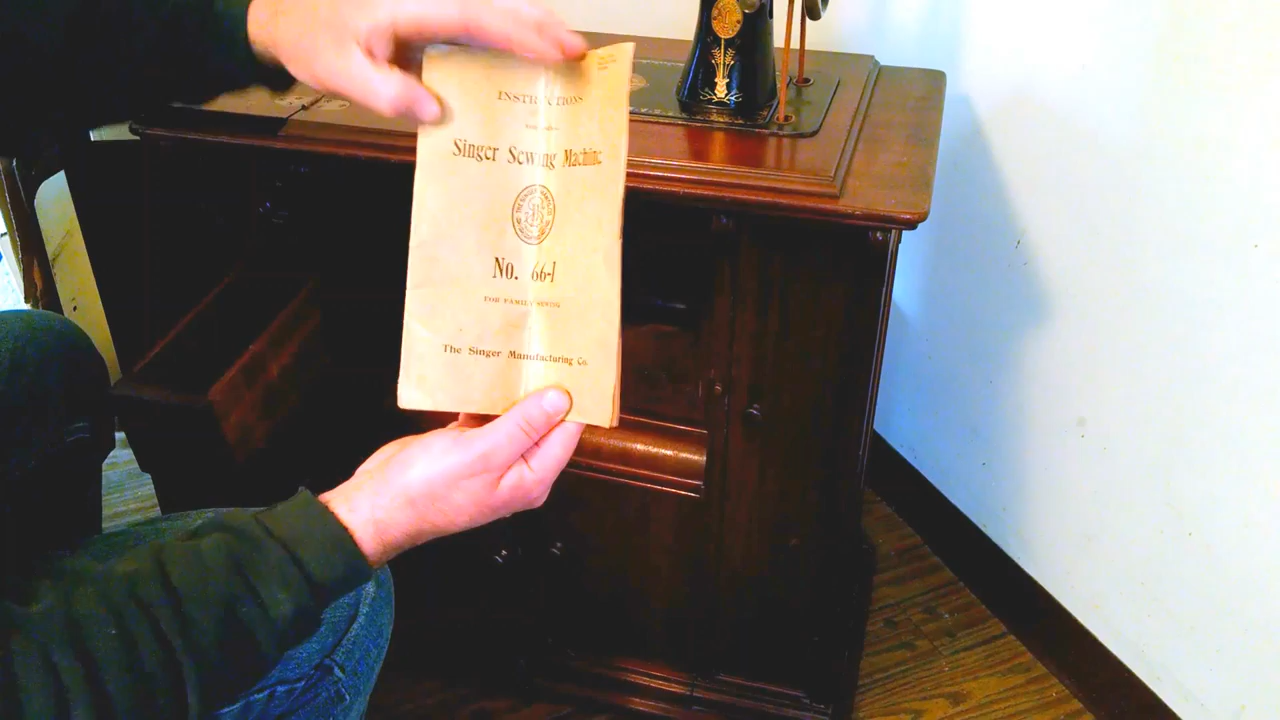 INSTRUCTIONS
Singer Sewing Machine
No. 66-1
FOR FAMILY SEWING
The Singer Manufacturing Co.